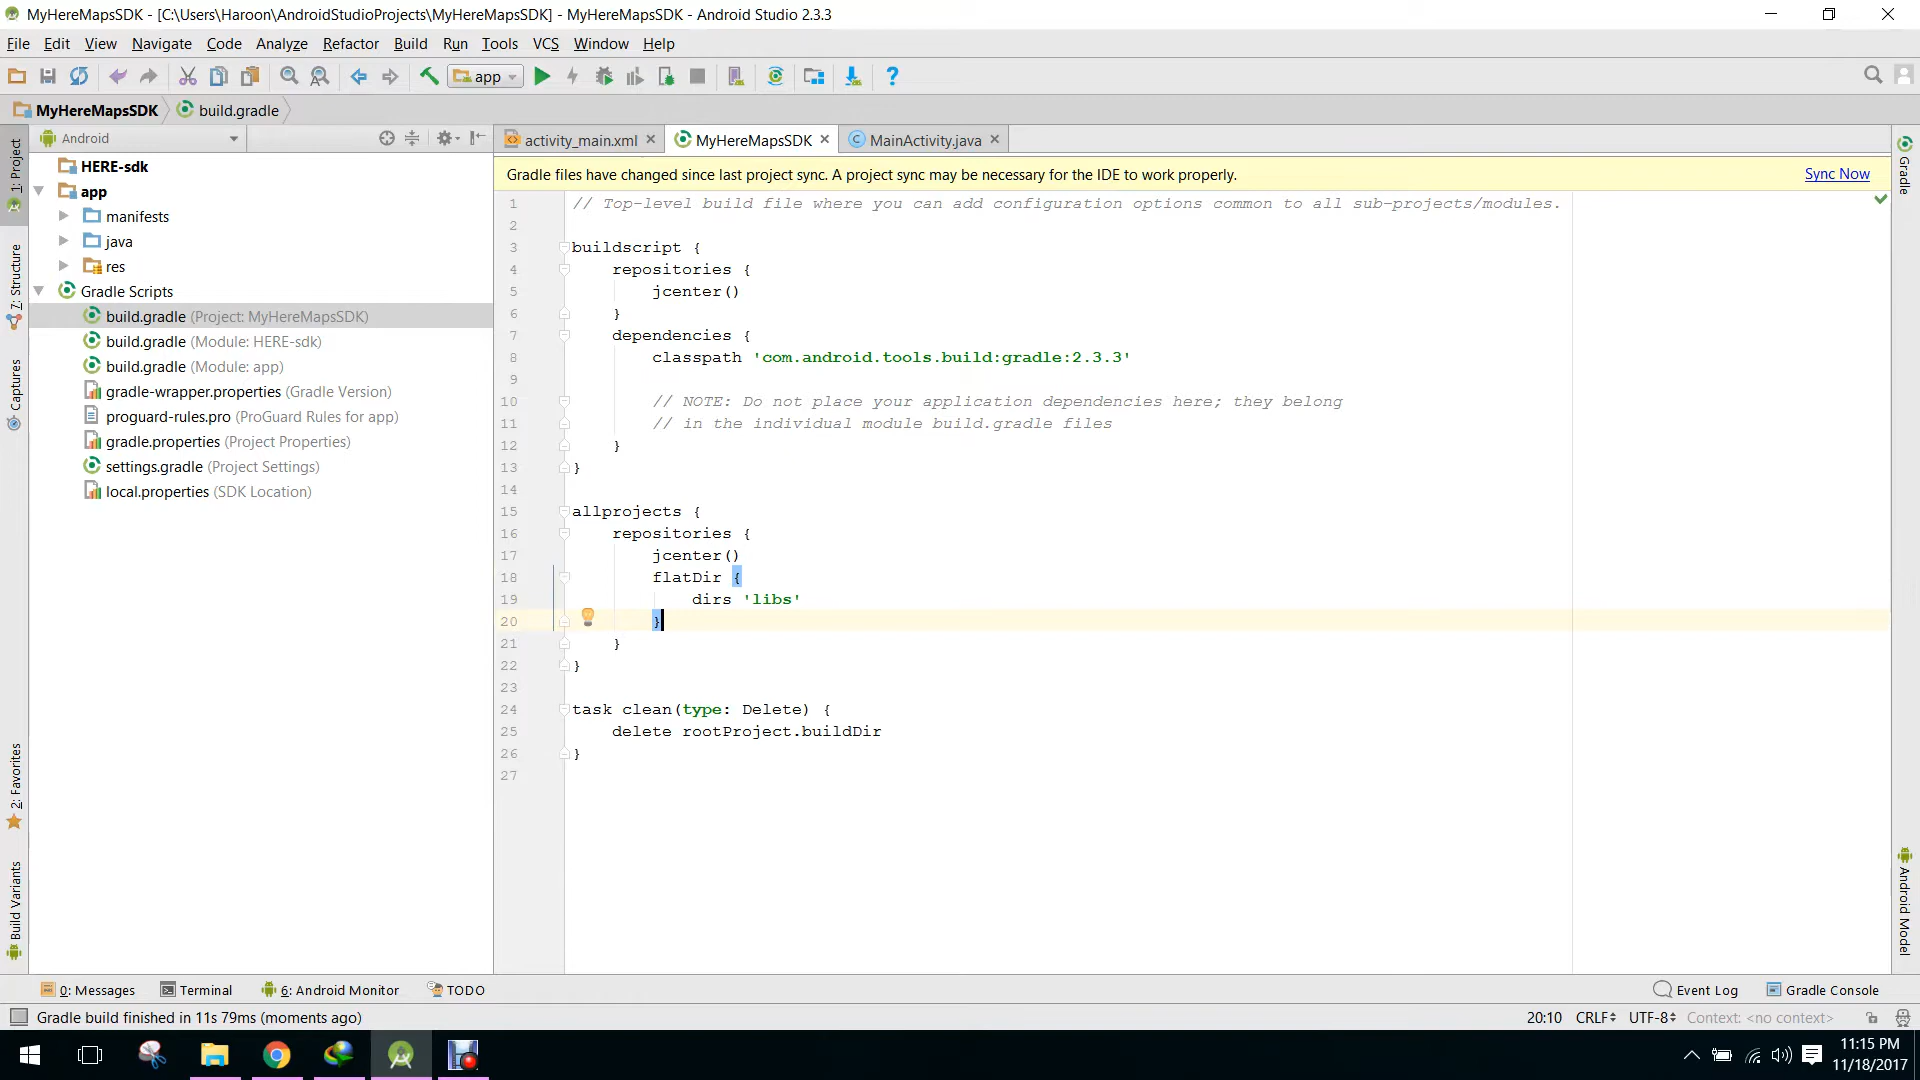 MyHereMapsSDK - [C:\Users\Haroon\AndroidStudioProjects\MyHereMapsSDK] - MyHereMapsSDK - Android Studio 2.3.3
File Edit View Navigate Code Analyze Refactor Build Run Tools VCS Window Help
app
MyHereMapsSDK build.gradle
Android
activity_main.xml MyHereMapsSDK MainActivity.java
Gradle files have changed since last project sync. A project sync may be necessary for the IDE to work properly. Sync Now
1: Project
7: Structure
Captures
2: Favorites
Build Variants
HERE-sdk
app
manifests
java
res
Gradle Scripts
build.gradle (Project: MyHereMapsSDK)
build.gradle (Module: HERE-sdk)
build.gradle (Module: app)
gradle-wrapper.properties (Gradle Version)
proguard-rules.pro (ProGuard Rules for app)
gradle.properties (Project Properties)
settings.gradle (Project Settings)
local.properties (SDK Location)
1 // Top-level build file where you can add configuration options common to all sub-projects/modules.
2
3 buildscript {
4 repositories {
5 jcenter()
6 }
7 dependencies {
8 classpath 'com.android.tools.build:gradle:2.3.3'
9
10 // NOTE: Do not place your application dependencies here; they belong
11 // in the individual module build.gradle files
12 }
13 }
14
15 allprojects {
16 repositories {
17 jcenter()
18 flatDir {
19 dirs 'libs'
20 }
21 }
22 }
23
24 task clean(type: Delete) {
25 delete rootProject.buildDir
26 }
27
Gradle
Android Model
0: Messages Terminal 6: Android Monitor TODO Event Log Gradle Console
Gradle build finished in 11s 79ms (moments ago) 20:10 CRLF UTF-8 Context: <no context>
11:15 PM
11/18/2017